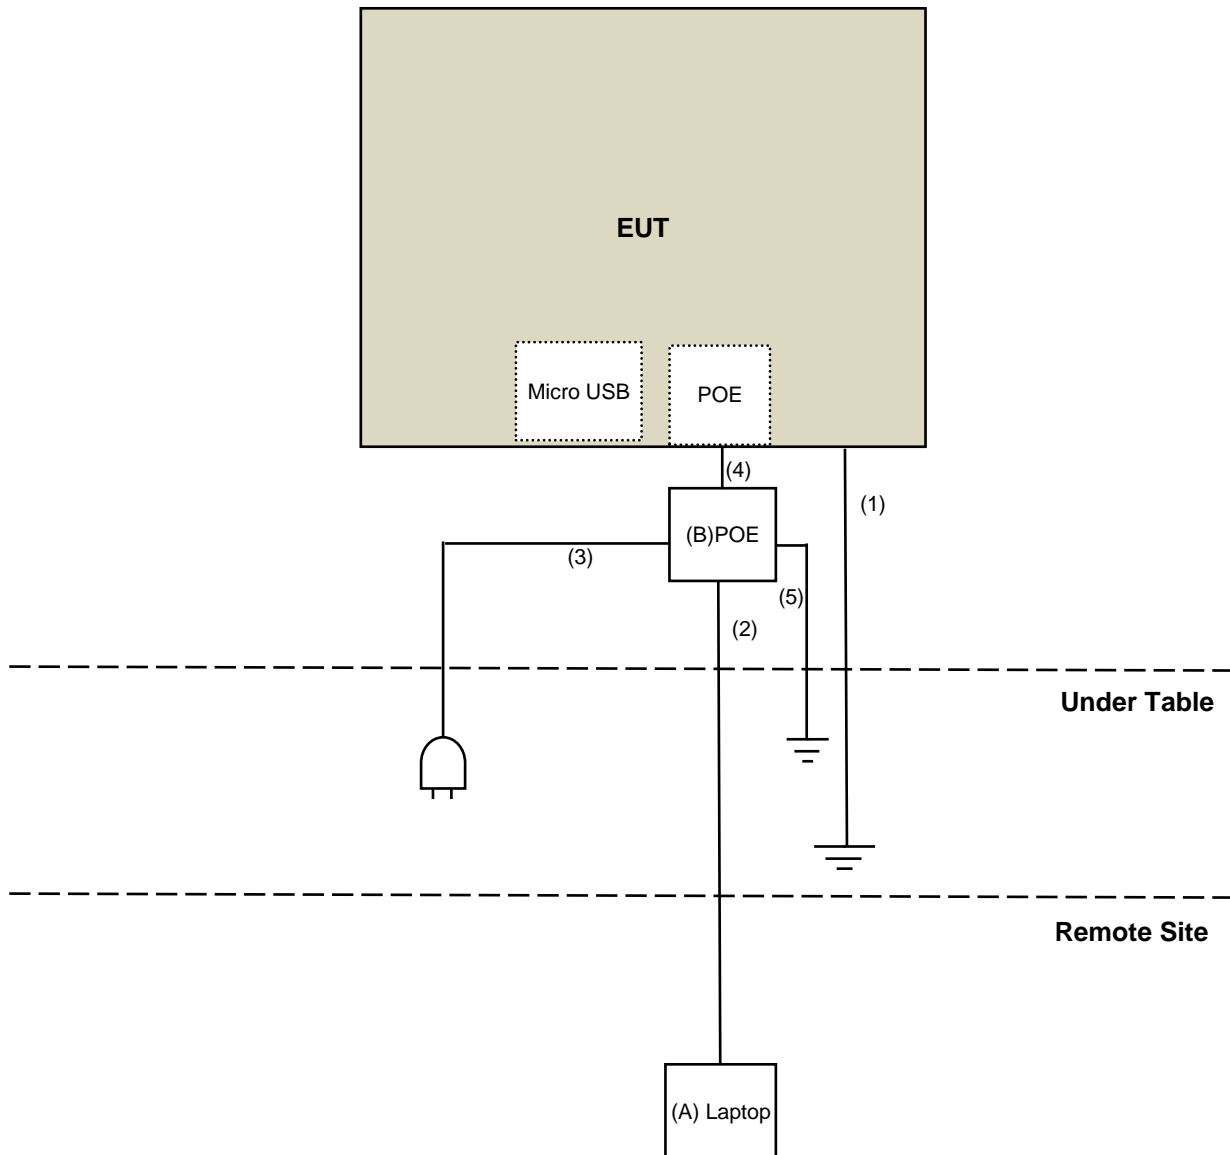 EUT
Micro USB
POE
(4)
(1)
(B)POE
(3)
(5)
(2)
Under Table
Remote Site
(A) Laptop